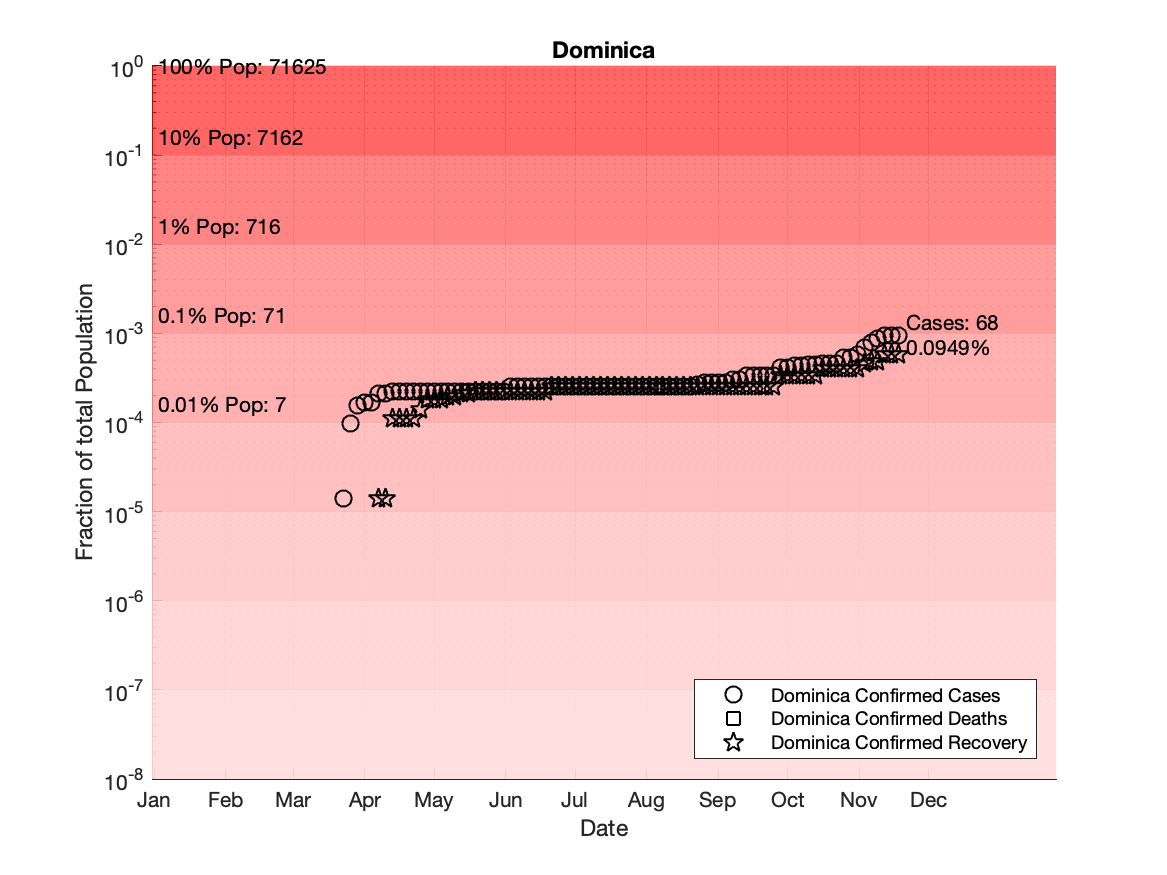 Dominica
10^0
100% Pop: 71625
10% Pop: 7162
10^-1
1% Pop: 716
10^-2
0.1% Pop: 71
Cases: 68
10^-3
0.0949%
0.01% Pop: 7
10^-4
10^-5
10^-6
10^-7
10^-8
Fraction of total Population
Dominica Confirmed Cases
Dominica Confirmed Deaths
Dominica Confirmed Recovery
Jan Feb Mar Apr May Jun Jul Aug Sep Oct Nov Dec
Date